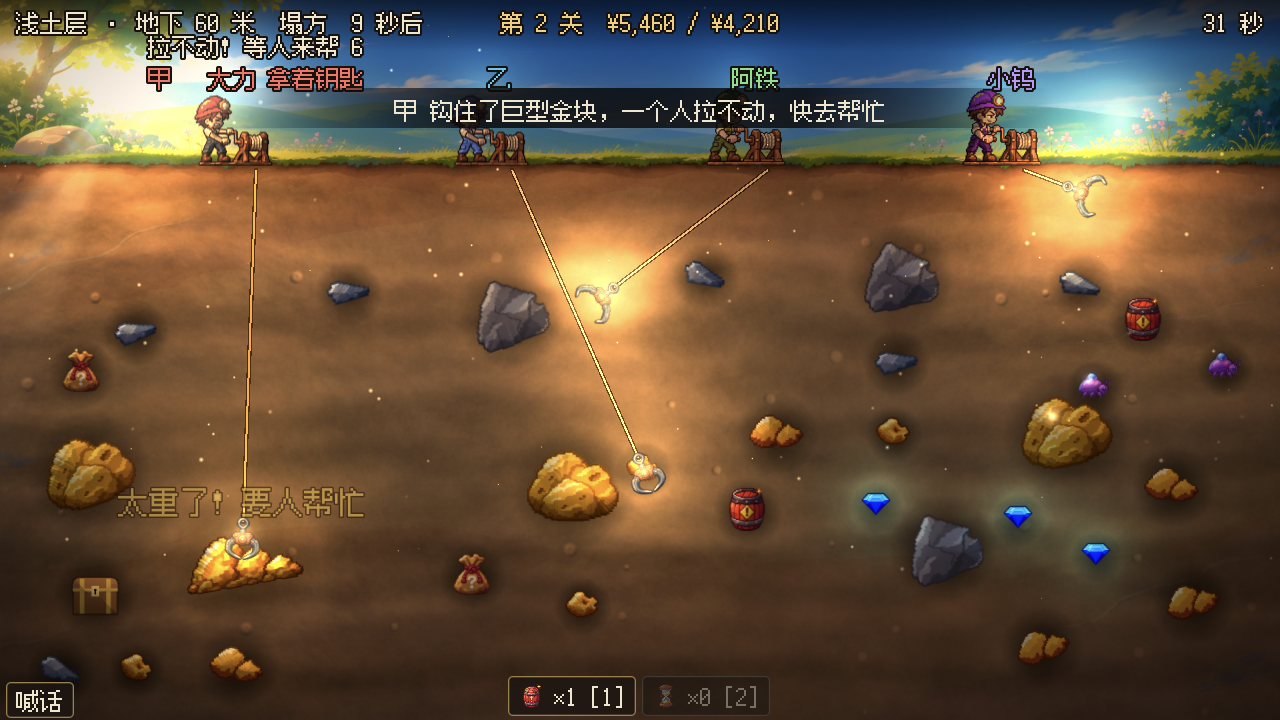 浅土层 · 地下 60 米 塌方 9 秒后
第 2 关 ¥5,460 / ¥4,210
31 秒
拉不动! 等人来帮 6
甲 大力 拿着钥匙
乙
阿铁
小钨
甲 钩住了巨型金块，一个人拉不动，快去帮忙
太重了! 要人帮忙
喊话
×1 [1]
×0 [2]